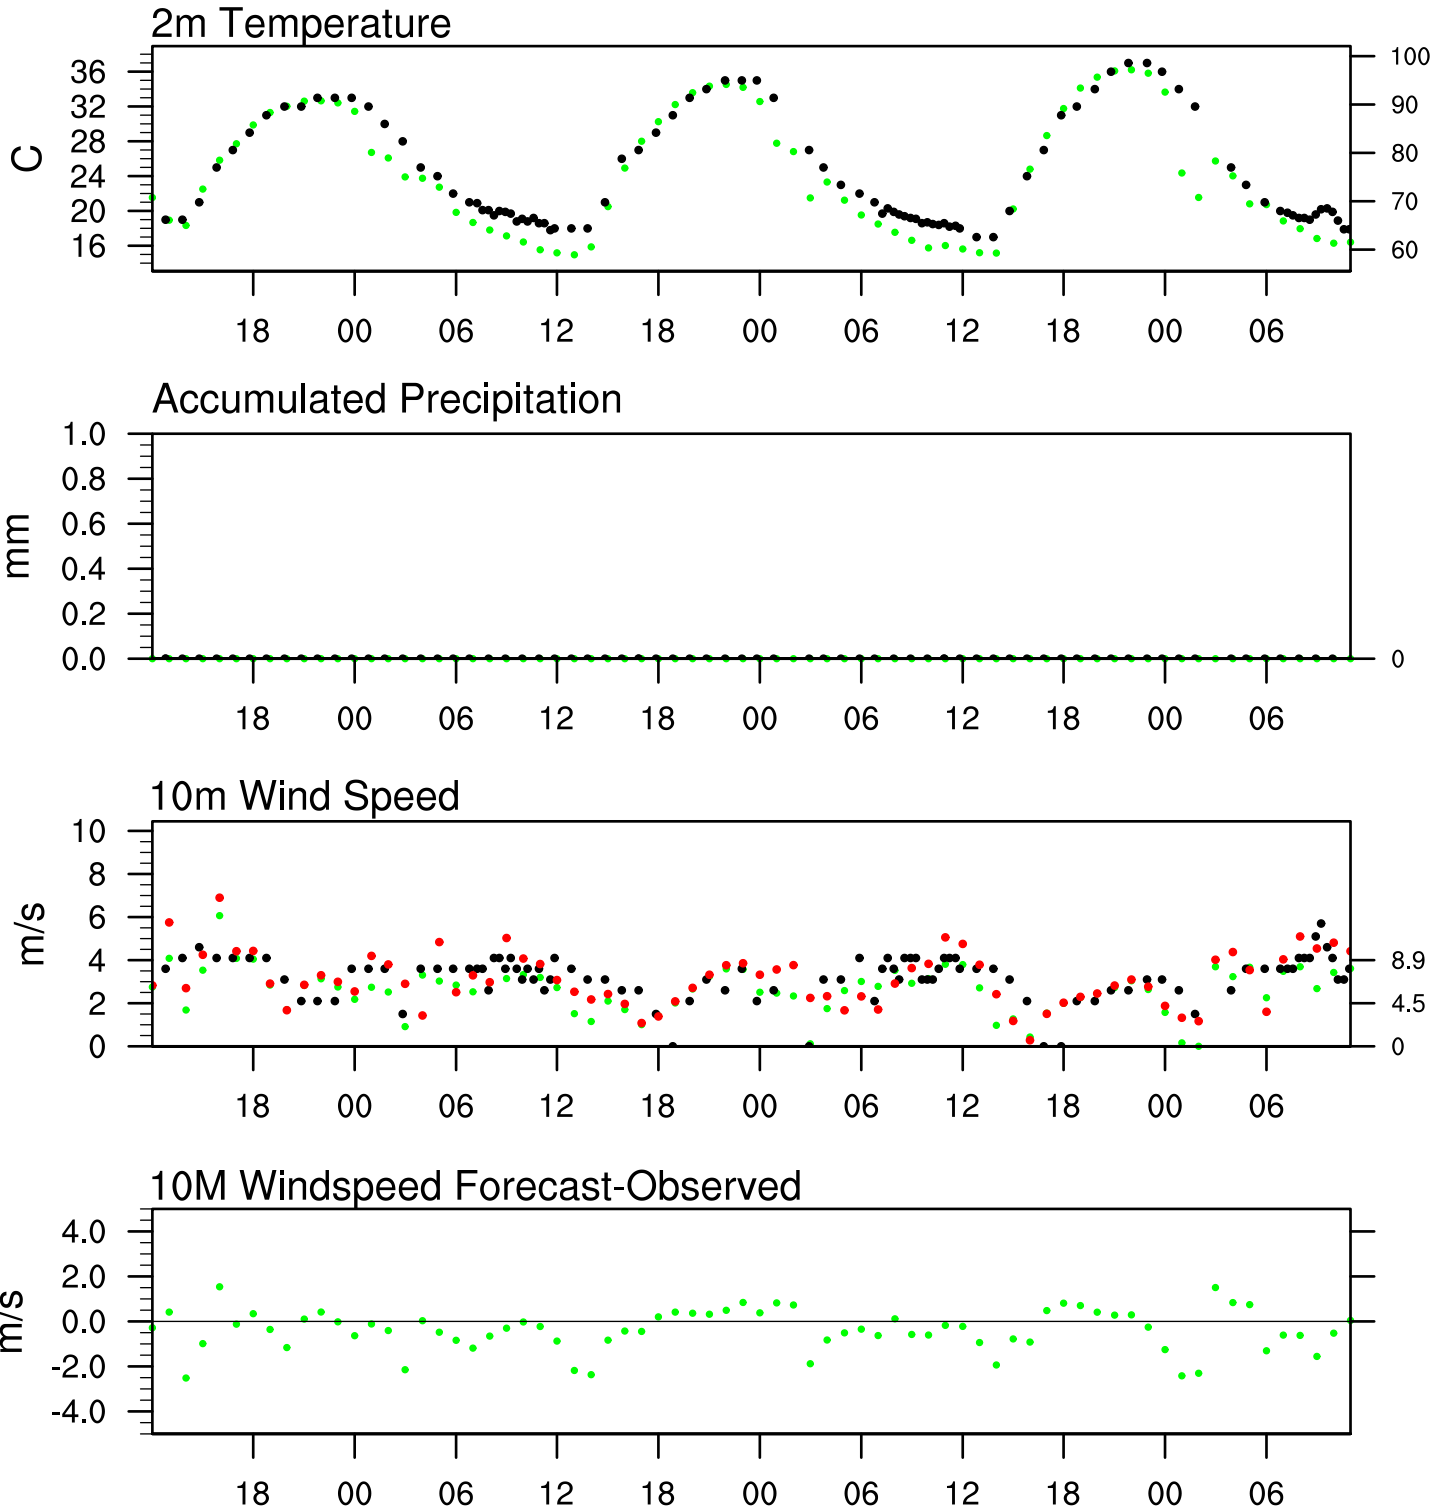 2m Temperature
36 100
32 90
28
C 80
24
20 70
16 60
18 00 06 12 18 00 06 12 18 00 06
Accumulated Precipitation
1.0
0.8
0.6
mm
0.4
0.2
0.0 0
18 00 06 12 18 00 06 12 18 00 06
10m Wind Speed
10
8
6
m/s
4 8.9
2 4.5
0 0
18 00 06 12 18 00 06 12 18 00 06
10M Windspeed Forecast-Observed
4.0
2.0
0.0
m/s
-2.0
-4.0
18 00 06 12 18 00 06 12 18 00 06